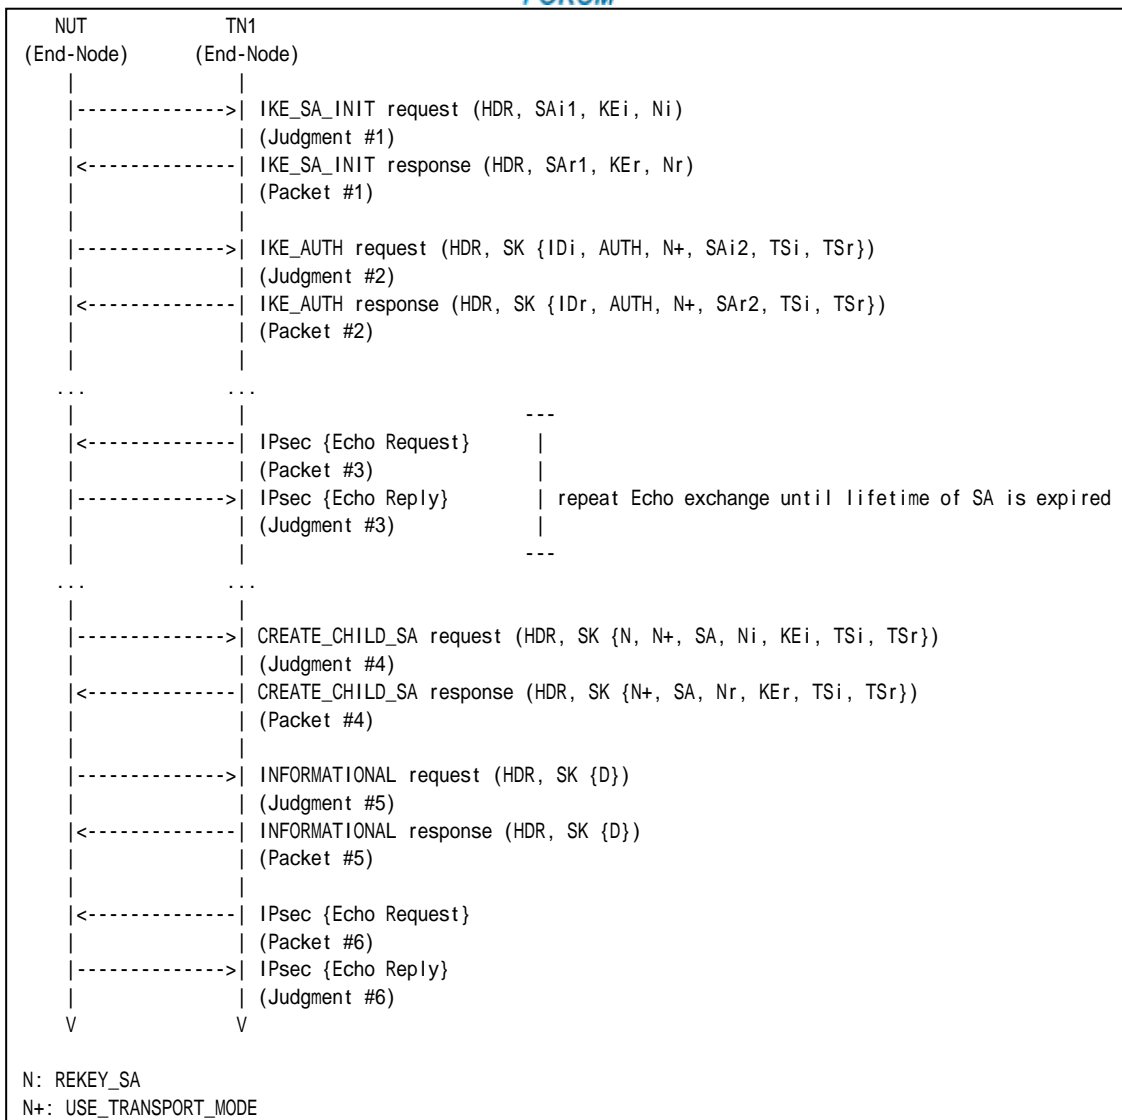 FORUM
NUT TN1
(End-Node) (End-Node)
| |
|-------------->| IKE_SA_INIT request (HDR, SAi1, KEi, Ni)
| | (Judgment #1)
|<--------------| IKE_SA_INIT response (HDR, SAr1, KEr, Nr)
| | (Packet #1)
| |
|-------------->| IKE_AUTH request (HDR, SK {IDi, AUTH, N+, SAi2, TSi, TSr})
| | (Judgment #2)
|<--------------| IKE_AUTH response (HDR, SK {IDr, AUTH, N+, SAr2, TSi, TSr})
| | (Packet #2)
| |
... ...
| | ---
|<--------------| IPsec {Echo Request} |
| | (Packet #3) |
|-------------->| IPsec {Echo Reply} | repeat Echo exchange until lifetime of SA is expired
| | (Judgment #3) |
| | ---
... ...
| |
|-------------->| CREATE_CHILD_SA request (HDR, SK {N, N+, SA, Ni, KEi, TSi, TSr})
| | (Judgment #4)
|<--------------| CREATE_CHILD_SA response (HDR, SK {N+, SA, Nr, KEr, TSi, TSr})
| | (Packet #4)
| |
|-------------->| INFORMATIONAL request (HDR, SK {D})
| | (Judgment #5)
|<--------------| INFORMATIONAL response (HDR, SK {D})
| | (Packet #5)
| |
|<--------------| IPsec {Echo Request}
| | (Packet #6)
|-------------->| IPsec {Echo Reply}
| | (Judgment #6)
V V
N: REKEY_SA
N+: USE_TRANSPORT_MODE